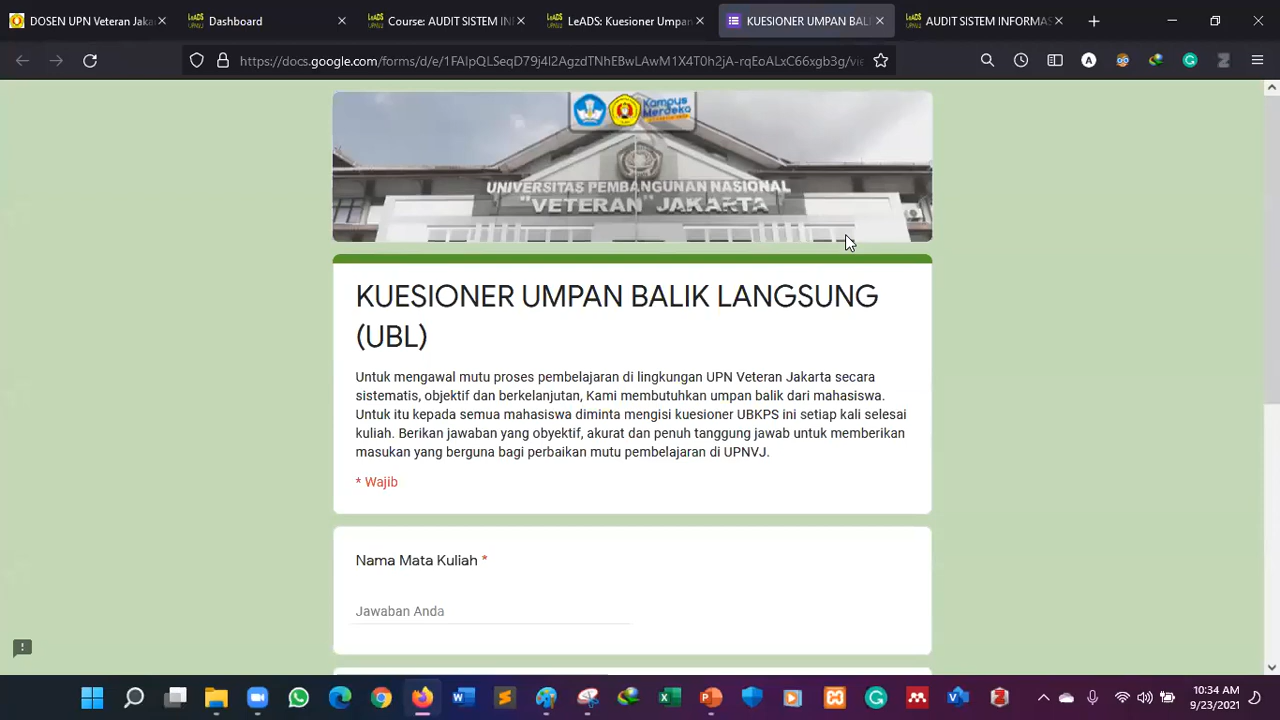 DOSEN UPN Veteran Jaka
Dashboard
Course: AUDIT SISTEM IN
LeADS: Kuesioner Umpan
KUESIONER UMPAN BAL
AUDIT SISTEM INFORMAS
https://docs.google.com/forms/d/e/1FAIpQLSeqD79j4l2AgzdTNhEBwLAwM1X4T0h2jA-rqEoALxC66xgb3g/vie
Kampus
Merdeka
UNIVERSITAS PEMBANGUNAN NASIONAL
"VETERAN" JAKARTA
KUESIONER UMPAN BALIK LANGSUNG
(UBL)
Untuk mengawal mutu proses pembelajaran di lingkungan UPN Veteran Jakarta secara
sistematis, objektif dan berkelanjutan, Kami membutuhkan umpan balik dari mahasiswa.
Untuk itu kepada semua mahasiswa diminta mengisi kuesioner UBKPS ini setiap kali selesai
kuliah. Berikan jawaban yang obyektif, akurat dan penuh tanggung jawab untuk memberikan
masukan yang berguna bagi perbaikan mutu pembelajaran di UPNVJ.
* Wajib
Nama Mata Kuliah *
Jawaban Anda
10:34 AM
9/23/2021